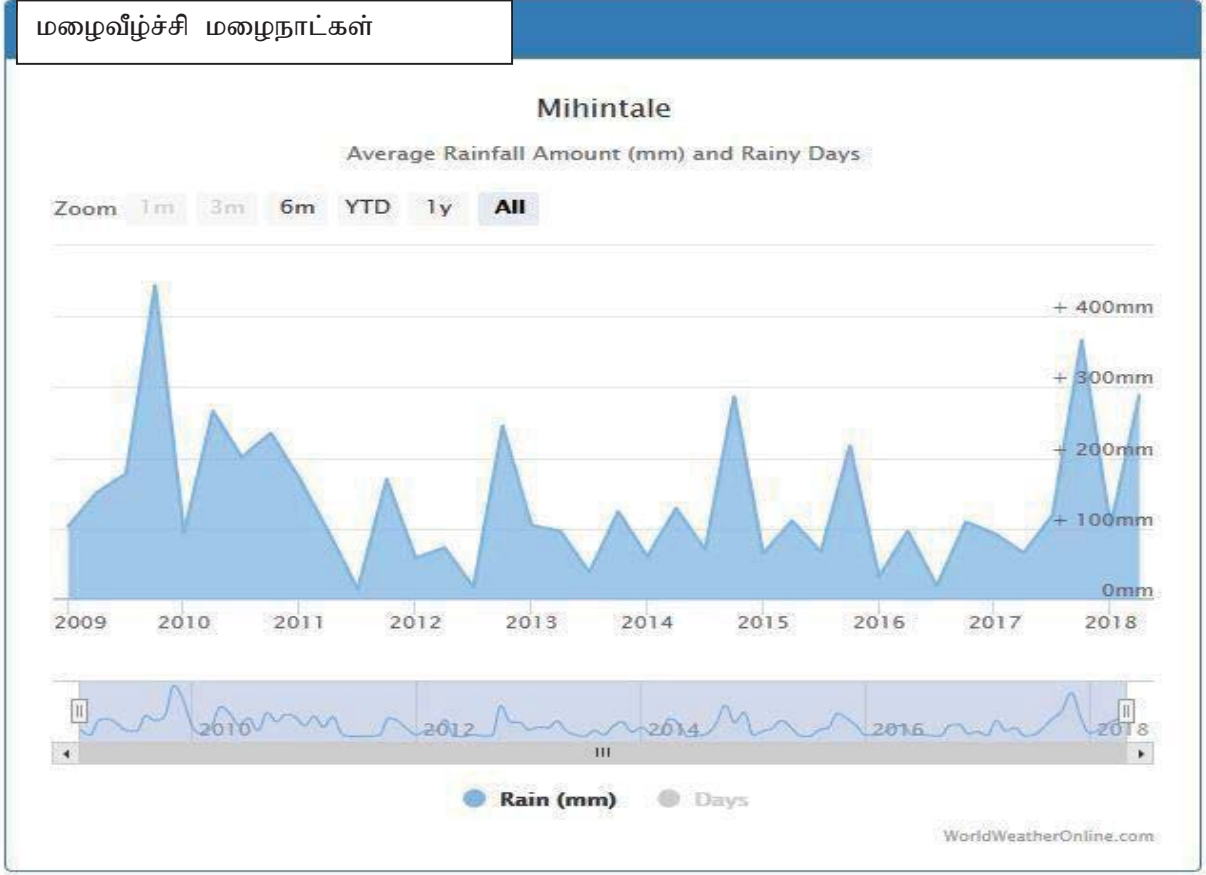 மழைவீழ்ச்சி மழைநாட்கள்
Mihintale
Average Rainfall Amount (mm) and Rainy Days
Zoom 1m 3m 6m YTD 1y All
+ 400mm
+ 300mm
+ 200mm
+ 100mm
0mm
2009 2010 2011 2012 2013 2014 2015 2016 2017 2018
2010 2012 2014 2016 2018
Rain (mm) Days
WorldWeatherOnline.com